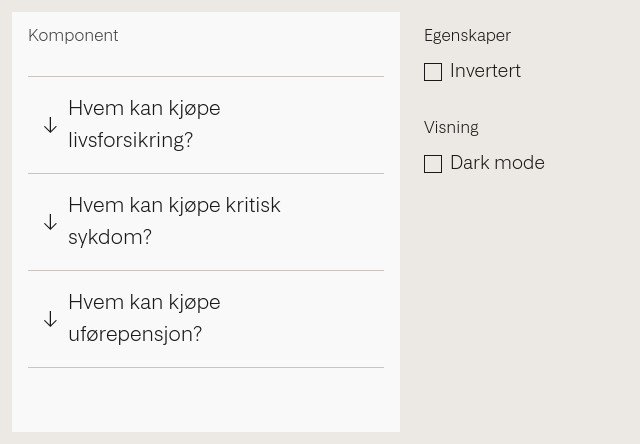 Komponent
Hvem kan kjøpe
livsforsikring?
Hvem kan kjøpe kritisk
sykdom?
Hvem kan kjøpe
uførepensjon?
Egenskaper
Invertert
Visning
Dark mode